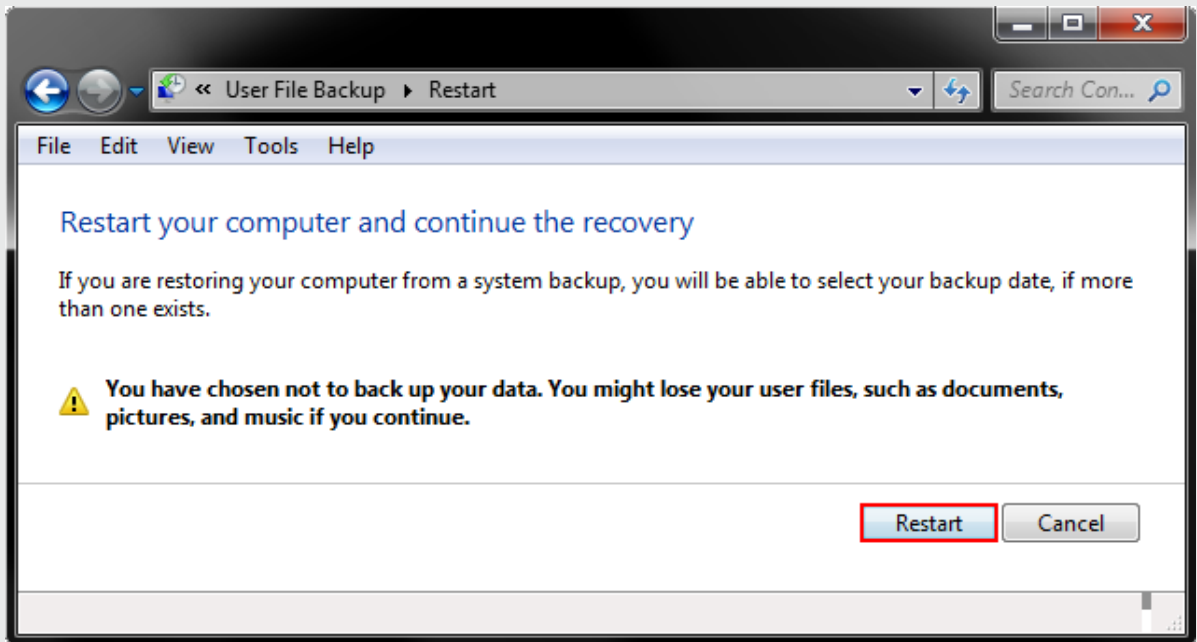 « User File Backup ▸ Restart
Search Con...
File Edit View Tools Help
Restart your computer and continue the recovery
If you are restoring your computer from a system backup, you will be able to select your backup date, if more
than one exists.
You have chosen not to back up your data. You might lose your user files, such as documents,
pictures, and music if you continue.
Restart Cancel